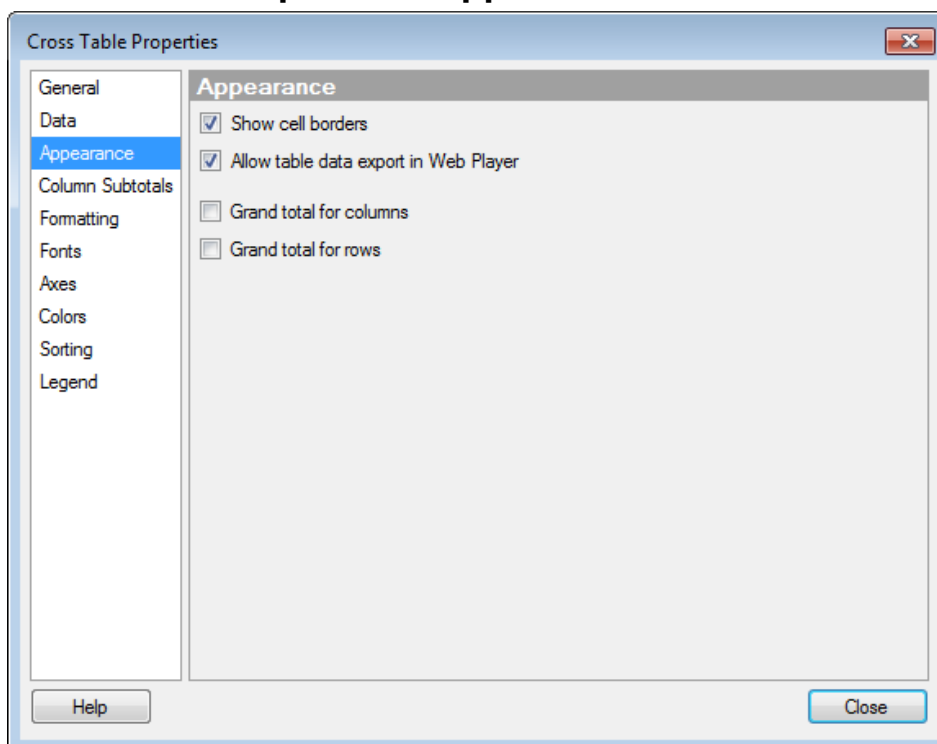 Cross Table Properties
General
Data
Appearance
Column Subtotals
Formatting
Fonts
Axes
Colors
Sorting
Legend
Appearance
Show cell borders
Allow table data export in Web Player
Grand total for columns
Grand total for rows
Help
Close